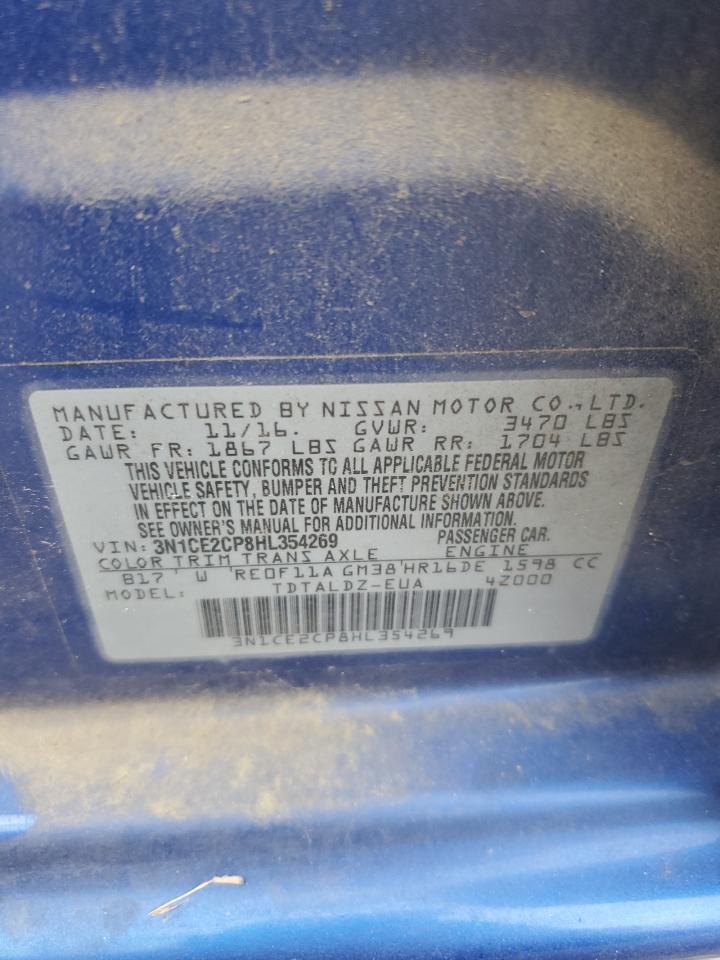 MANUFACTURED BY NISSAN MOTOR CO., LTD.
DATE: 11/16. GVWR: 3470 LBS
GAWR FR: 1867 LBS GAWR RR: 1704 LBS
THIS VEHICLE CONFORMS TO ALL APPLICABLE FEDERAL MOTOR
VEHICLE SAFETY, BUMPER AND THEFT PREVENTION STANDARDS
IN EFFECT ON THE DATE OF MANUFACTURE SHOWN ABOVE.
SEE OWNER'S MANUAL FOR ADDITIONAL INFORMATION.
VIN: 3N1CE2CP8HL354269 PASSENGER CAR.
COLOR TRIM TRANS AXLE ENGINE
B17 W RE0F11A GM38 HR16DE 1598 CC
MODEL: TDTALDZ-EUA 4Z000
3N1CE2CP8HL354269